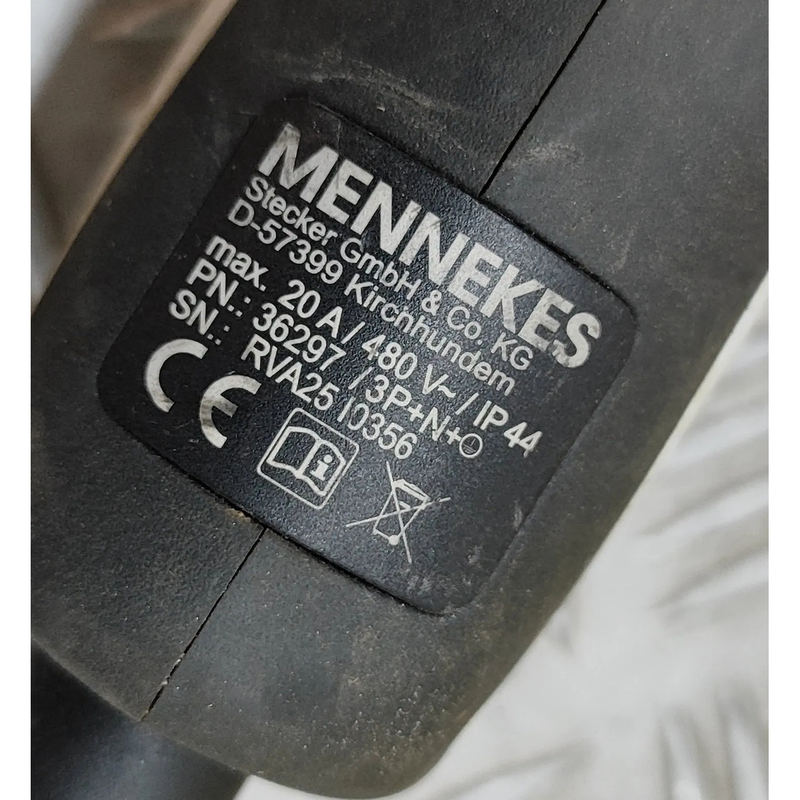 MENNEKES
Stecker GmbH & Co. KG
D-57399 Kirchhundem
max. 20 A / 480 V~ / IP 44
PN.: 36297 / 3P+N+⏚
SN.: RVA25 I0356
CE
i